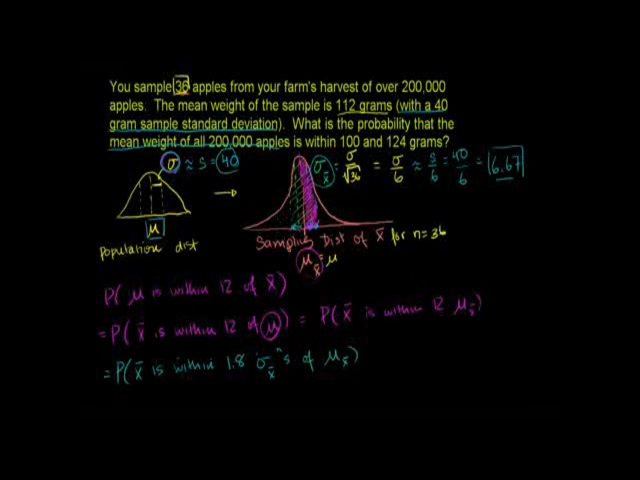 You sample 36 apples from your farm's harvest of over 200,000
apples. The mean weight of the sample is 112 grams (with a 40
gram sample standard deviation). What is the probability that the
mean weight of all 200,000 apples is within 100 and 124 grams?
σ ≈ S = 40
σx̄ = σ/√36 = σ/6 ≈ S/6 = 40/6 = 6.67
μ
Population dist
Sampling Dist of x̄ for n=36
μx̄ = μ
P( μ is within 12 of x̄ )
= P( x̄ is within 12 of μ ) = P( x̄ is within 12 μx̄ )
= P( x̄ is within 1.8 σx̄'s of μx̄ )